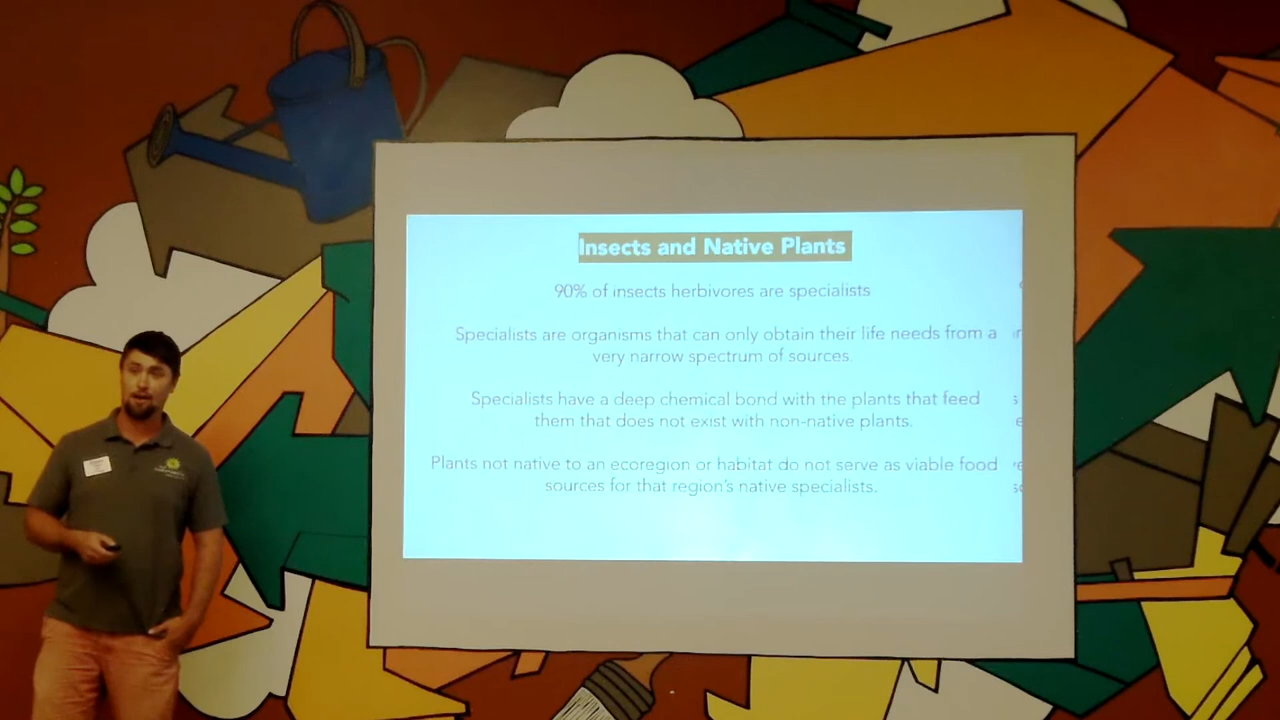 Insects and Native Plants
90% of insects herbivores are specialists
Specialists are organisms that can only obtain their life needs from a
very narrow spectrum of sources
Specialists have a deep chemical bond with the plants that feed
them that does not exist with non-native plants.
Plants not native to an ecoregion or habitat do not serve as viable food
sources for that region's native specialists.